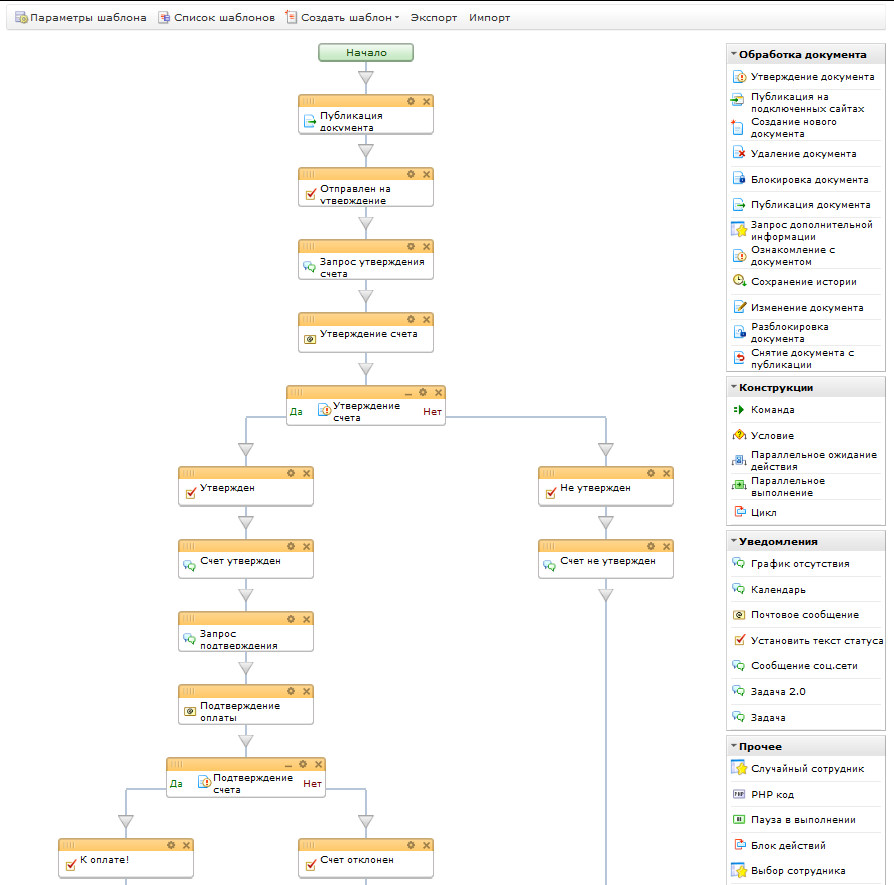 Параметры шаблона Список шаблонов Создать шаблон Экспорт Импорт
Начало
Публикация
документа
Отправлен на
утверждение
Запрос утверждения
счета
Утверждение счета
Да Утверждение Нет
счета
Утвержден
Не утвержден
Счет утвержден
Счет не утвержден
Запрос
подтверждения
Подтверждение
оплаты
Да Подтверждение Нет
счета
К оплате!
Счет отклонен
Обработка документа
Утверждение документа
Публикация на
подключенных сайтах
Создание нового
документа
Удаление документа
Блокировка документа
Публикация документа
Запрос дополнительной
информации
Ознакомление с
документом
Сохранение истории
Изменение документа
Разблокировка
документа
Снятие документа с
публикации
Конструкции
Команда
Условие
Параллельное ожидание
действия
Параллельное
выполнение
Цикл
Уведомления
График отсутствия
Календарь
Почтовое сообщение
Установить текст статуса
Сообщение соц.сети
Задача 2.0
Задача
Прочее
Случайный сотрудник
PHP PHP код
Пауза в выполнении
Блок действий
Выбор сотрудника